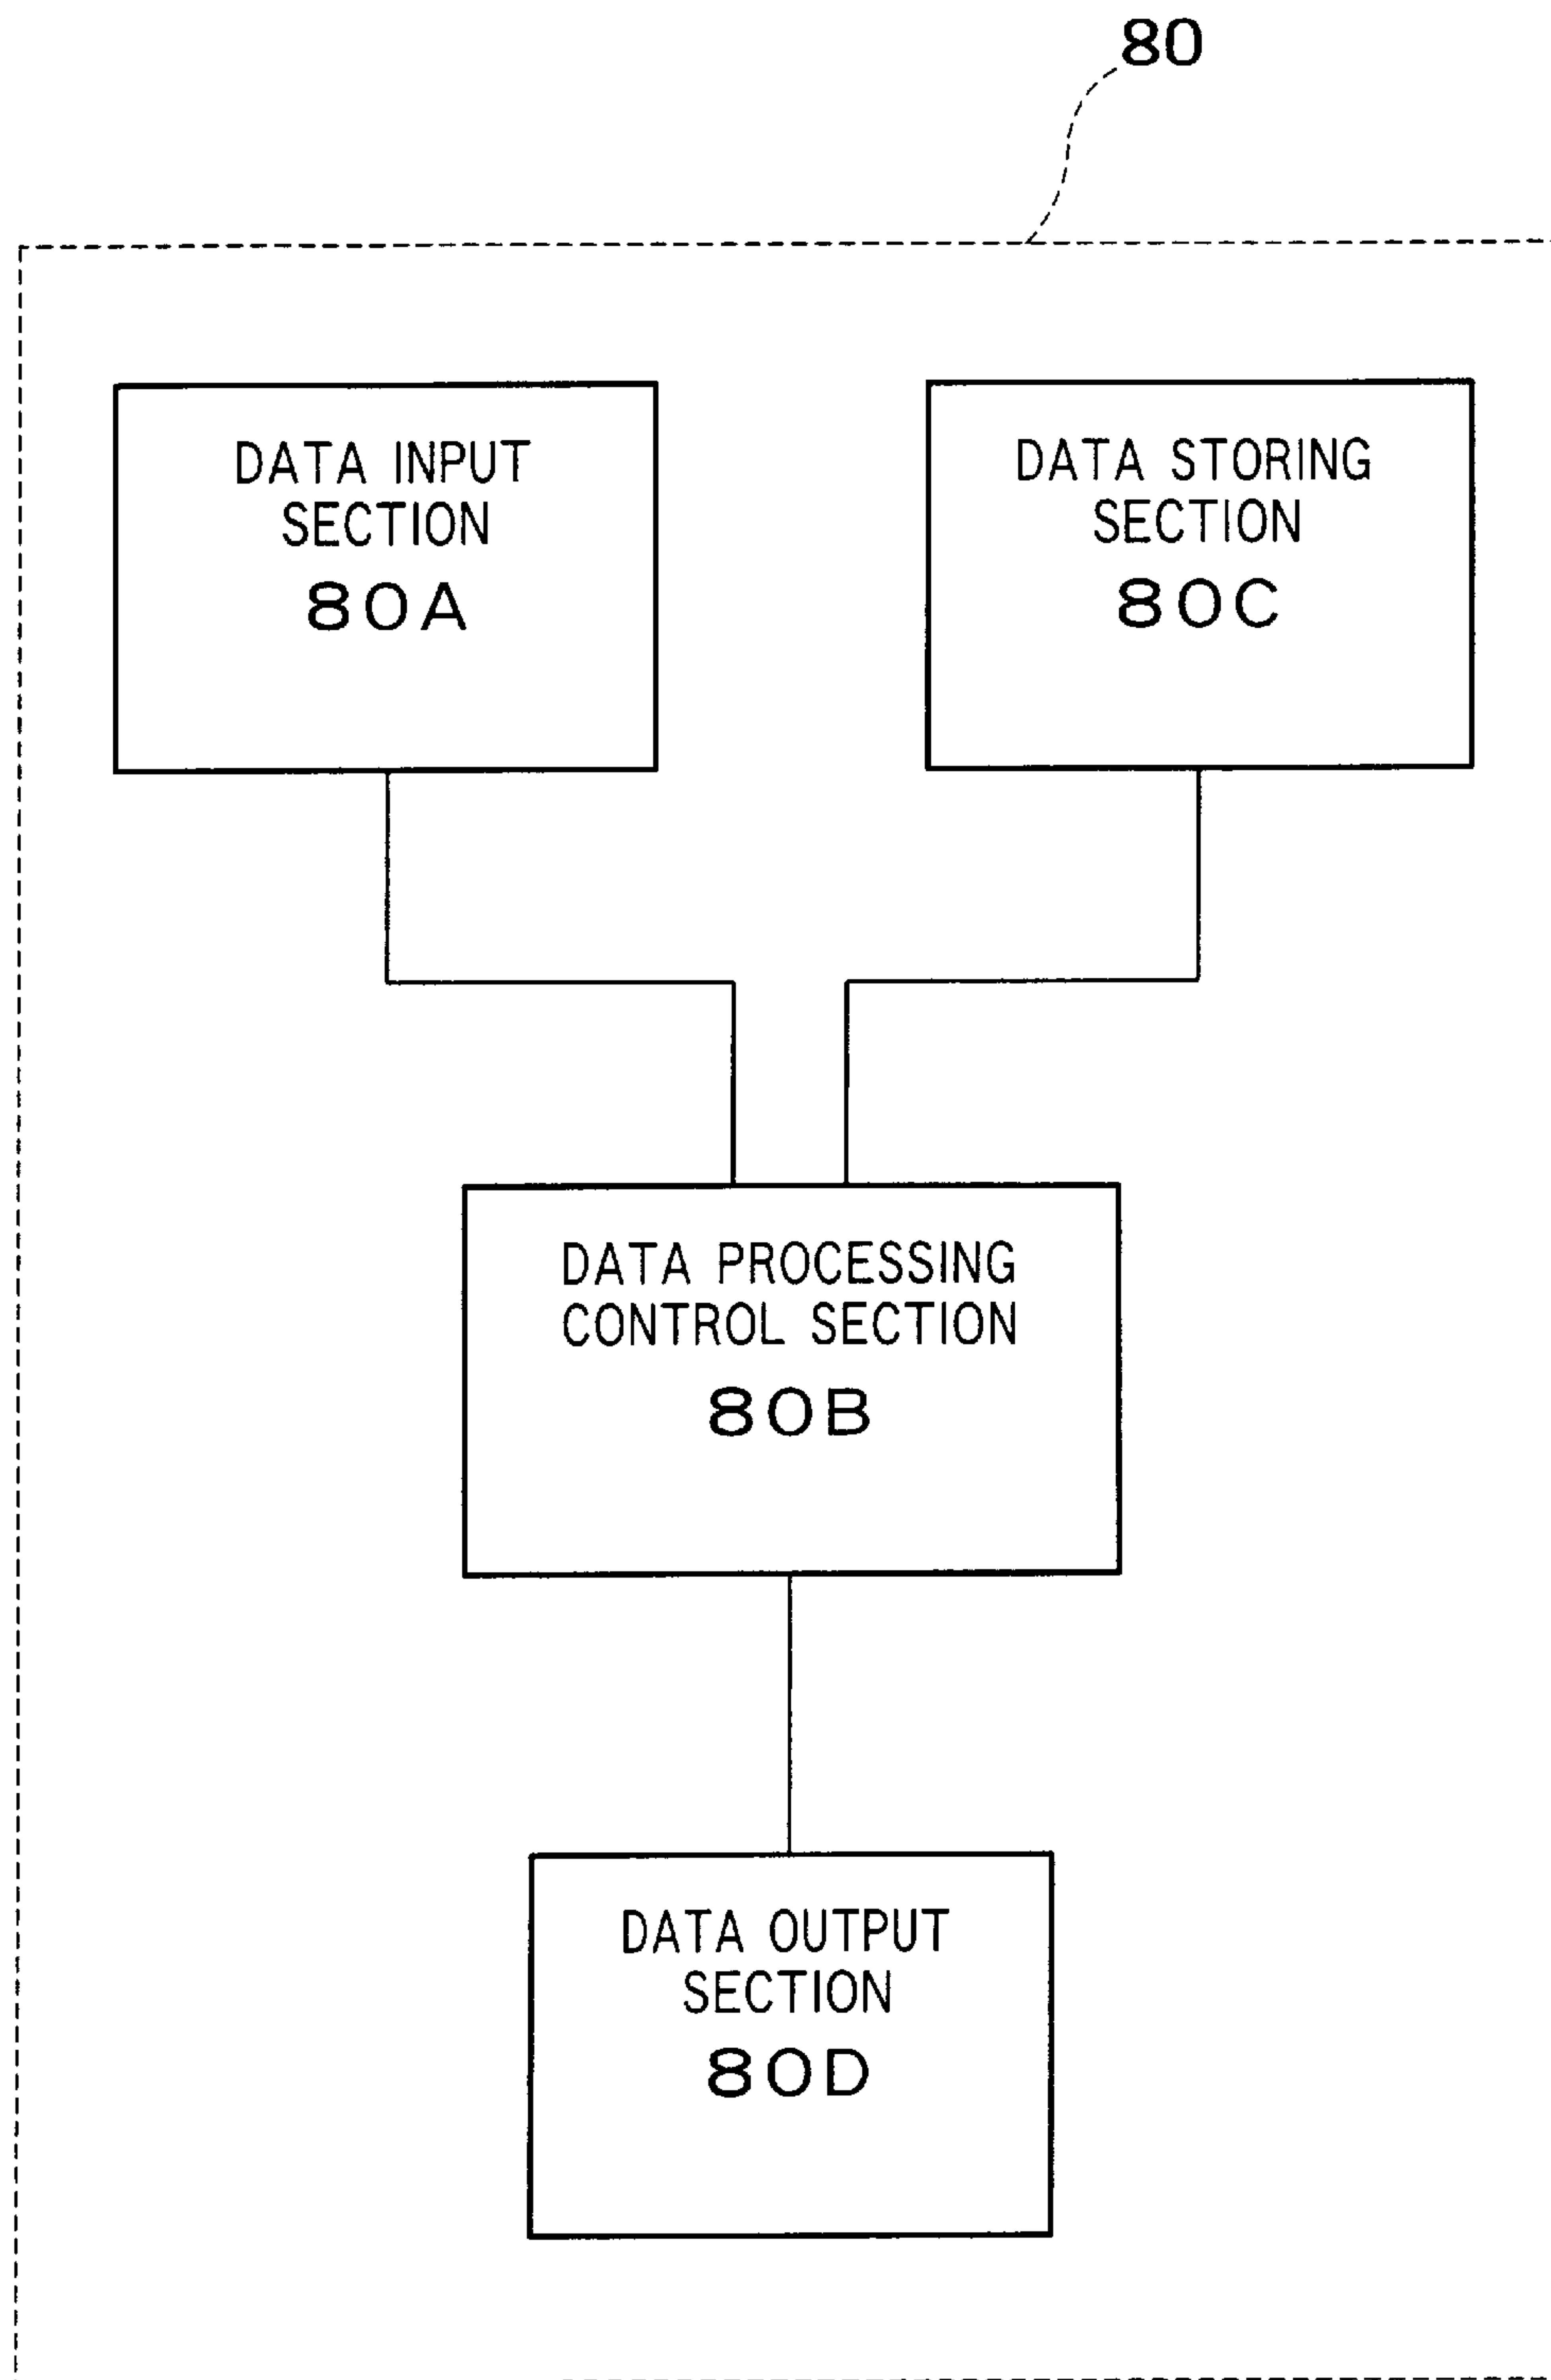 80
DATA INPUT
SECTION
80A
DATA STORING
SECTION
80C
DATA PROCESSING
CONTROL SECTION
80B
DATA OUTPUT
SECTION
80D